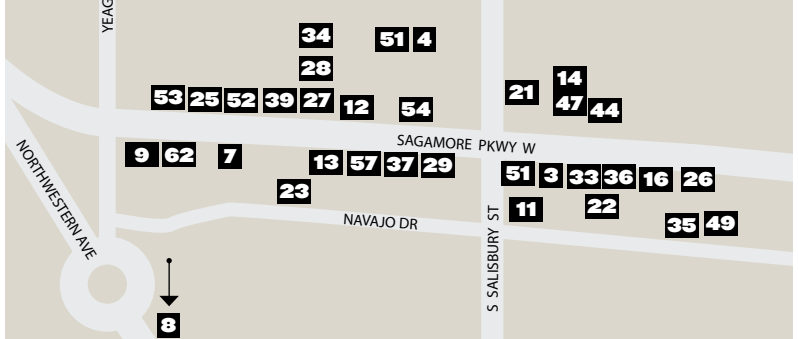 YEAG
34
51 4
28
53 25 52 39 27 12 54
21 14
47 44
SAGAMORE PKWY W
9 62 7 13 57 37 29
51 3 33 36 16 26
23
11 22
35 49
NORTHWESTERN AVE
NAVAJO DR
S SALISBURY ST
8